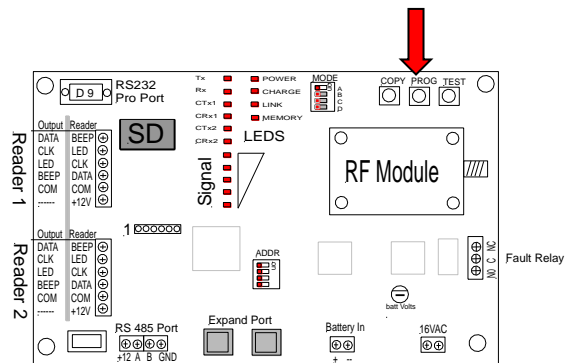 COPY PROG TEST
MODE
ON
A
B
C
D
RS232
Pro Port
D 9
Tx
Rx
CTx1
CRx1
CTx2
CRx2
POWER
CHARGE
LINK
MEMORY
LEDS
Signal
SD
Reader 1
Output Reader
DATA BEEP
CLK LED
LED CLK
BEEP DATA
COM COM
------ +12V
RF Module
Reader 2
Output Reader
DATA BEEP
CLK LED
LED CLK
BEEP DATA
COM COM
------ +12V
1
ADDR
NO C NC
Fault Relay
batt Volts
RS 485 Port
+12 A B GND
Expand Port
Battery In
+ --
16VAC